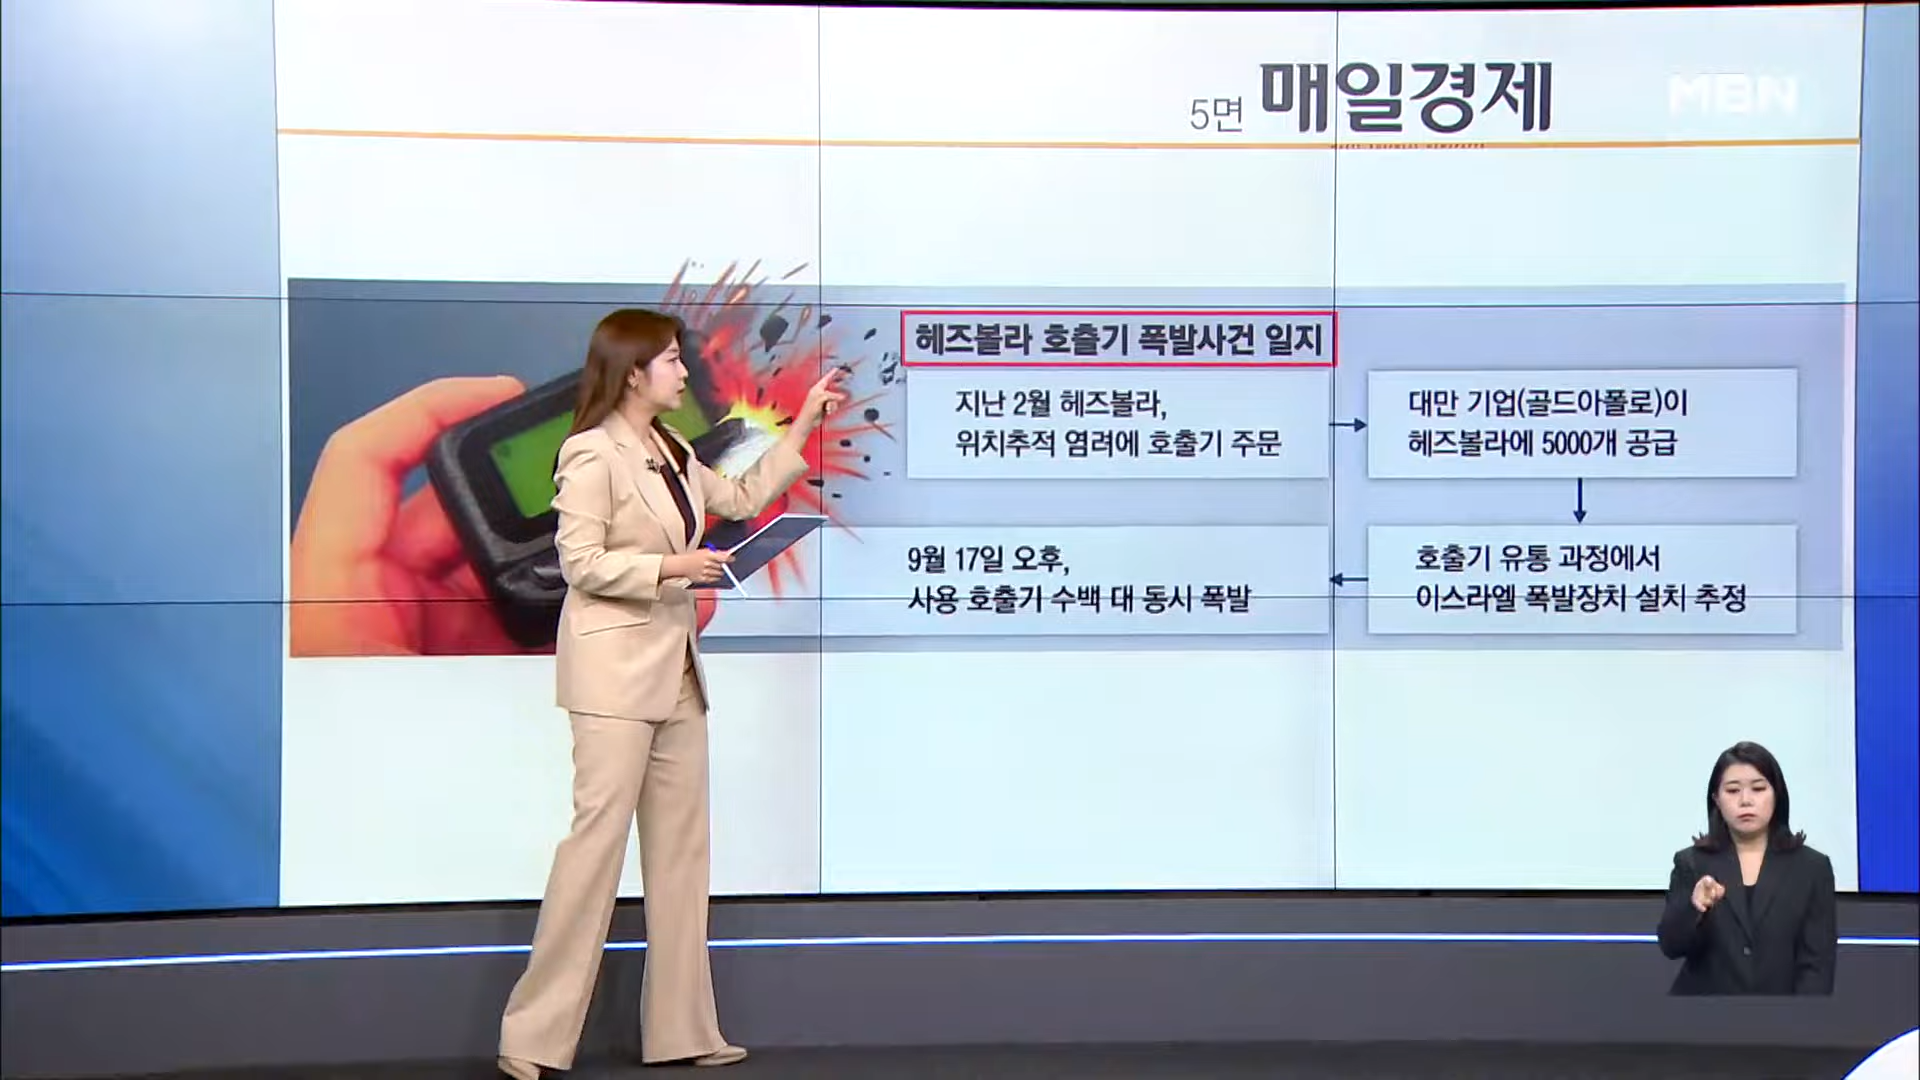 5면 매일경제
MBN
헤즈볼라 호출기 폭발사건 일지
지난 2월 헤즈볼라,
위치추적 염려에 호출기 주문
대만 기업(골드아폴로)이
헤즈볼라에 5000개 공급
호출기 유통 과정에서
이스라엘 폭발장치 설치 추정
9월 17일 오후,
사용 호출기 수백 대 동시 폭발